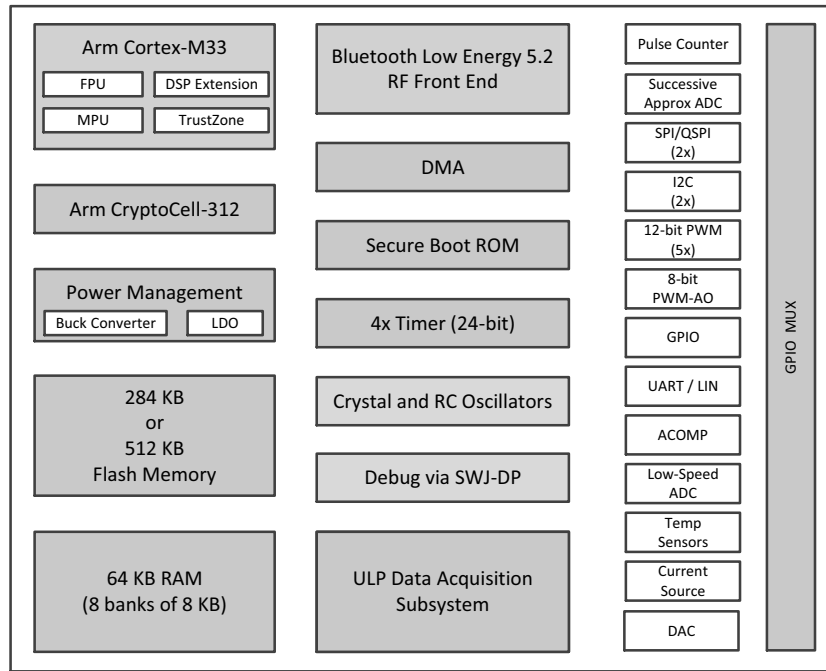 Arm Cortex-M33
FPU
DSP Extension
MPU
TrustZone
Arm CryptoCell-312
Power Management
Buck Converter
LDO
284 KB
or
512 KB
Flash Memory
64 KB RAM
(8 banks of 8 KB)
Bluetooth Low Energy 5.2
RF Front End
DMA
Secure Boot ROM
4x Timer (24-bit)
Crystal and RC Oscillators
Debug via SWJ-DP
ULP Data Acquisition
Subsystem
Pulse Counter
Successive
Approx ADC
SPI/QSPI
(2x)
I2C
(2x)
12-bit PWM
(5x)
8-bit
PWM-AO
GPIO
UART / LIN
ACOMP
Low-Speed
ADC
Temp
Sensors
Current
Source
DAC
GPIO MUX